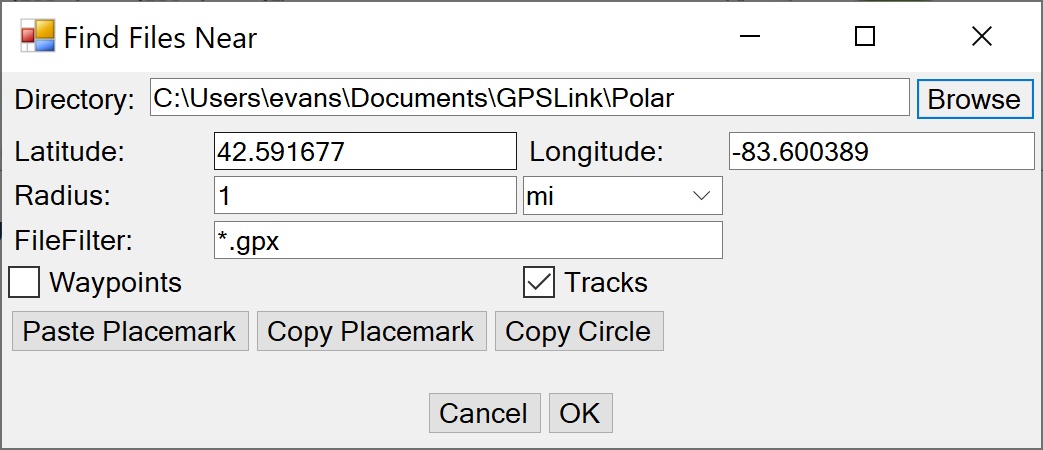 Find Files Near
Directory: C:\Users\evans\Documents\GPSLink\Polar Browse
Latitude: 42.591677 Longitude: -83.600389
Radius: 1 mi
FileFilter: *.gpx
Waypoints Tracks
Paste Placemark Copy Placemark Copy Circle
Cancel OK